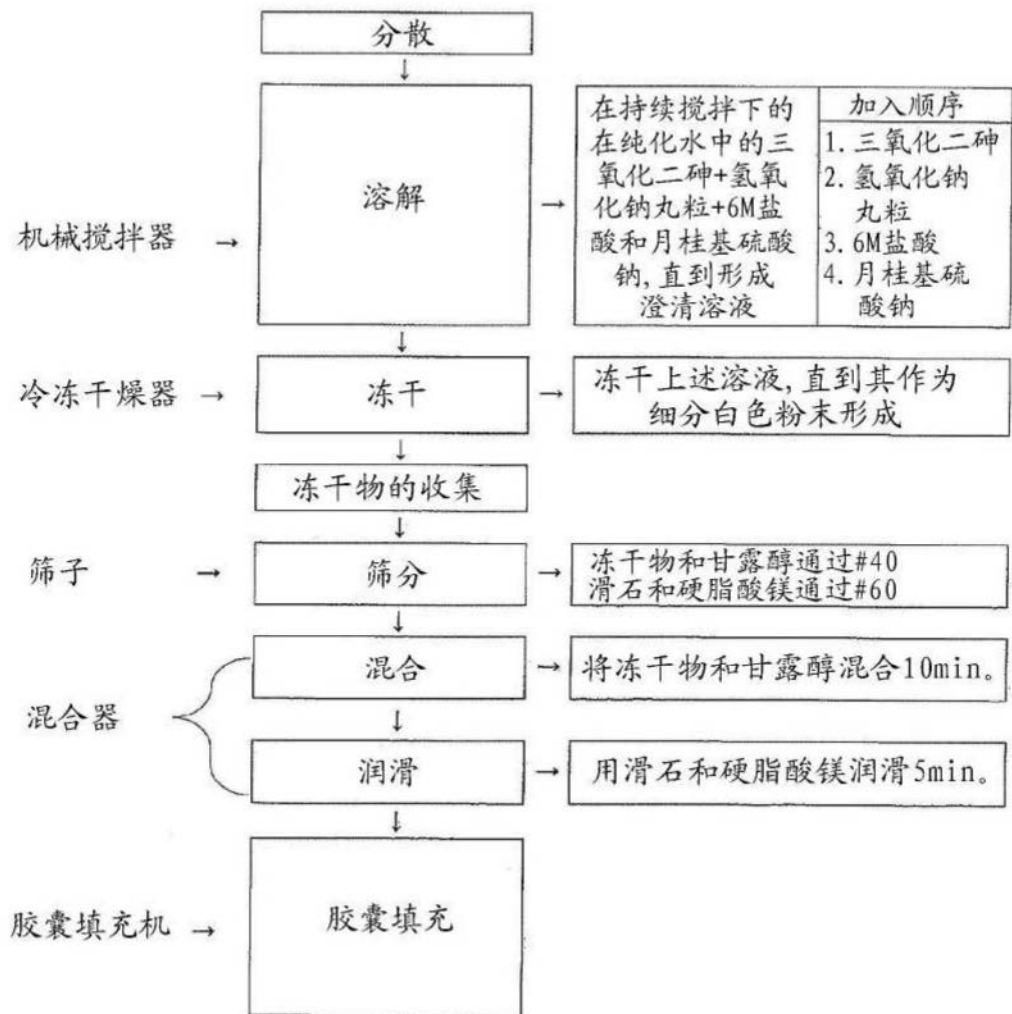 分散
↓
溶解
机械搅拌器 →
→
在持续搅拌下的
在纯化水中的三
氧化二砷+氢氧
化钠丸粒+6M盐
酸和月桂基硫酸
钠,直到形成
澄清溶液
加入顺序
1. 三氧化二砷
2. 氢氧化钠
丸粒
3. 6M盐酸
4. 月桂基硫
酸钠
↓
冷冻干燥器 →
冻干
→
冻干上述溶液,直到其作为
细分白色粉末形成
↓
冻干物的收集
↓
筛子 →
筛分
→
冻干物和甘露醇通过#40
滑石和硬脂酸镁通过#60
↓
混合器
混合
→
将冻干物和甘露醇混合10min。
↓
润滑
→
用滑石和硬脂酸镁润滑5min。
↓
胶囊填充机 →
胶囊填充